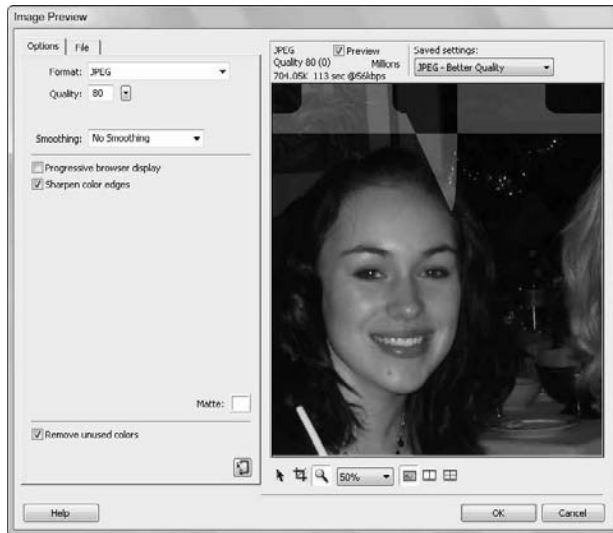 Image Preview
Options
File
Format: JPEG
Quality: 80
Smoothing: No Smoothing
Progressive browser display
Sharpen color edges
Matte:
Remove unused colors
Help
JPEG
Preview
Quality 80 (0) Millions
704.05K 113 sec @56kbps
Saved settings:
JPEG - Better Quality
50%
OK
Cancel